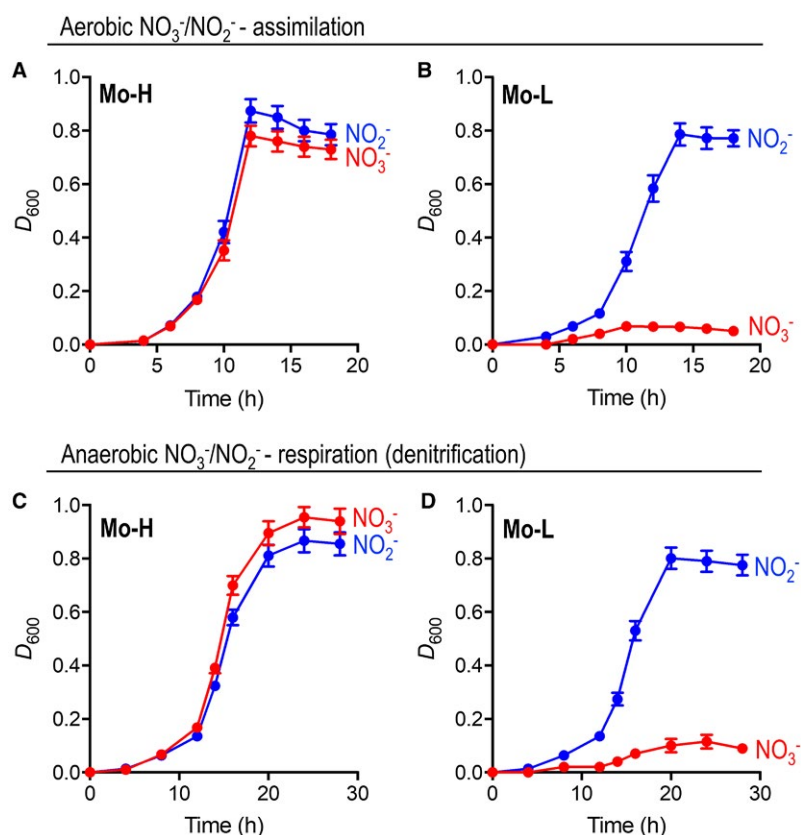 Aerobic NO₃⁻/NO₂⁻ - assimilation
A
Mo-H
1.0
0.8
0.6
0.4
0.2
0.0
D₆₀₀
0 5 10 15 20
Time (h)
NO₂⁻
NO₃⁻
B
Mo-L
1.0
0.8
0.6
0.4
0.2
0.0
D₆₀₀
0 5 10 15 20
Time (h)
NO₂⁻
NO₃⁻
Anaerobic NO₃⁻/NO₂⁻ - respiration (denitrification)
C
Mo-H
1.0
0.8
0.6
0.4
0.2
0.0
D₆₀₀
0 10 20 30
Time (h)
NO₃⁻
NO₂⁻
D
Mo-L
1.0
0.8
0.6
0.4
0.2
0.0
D₆₀₀
0 10 20 30
Time (h)
NO₂⁻
NO₃⁻